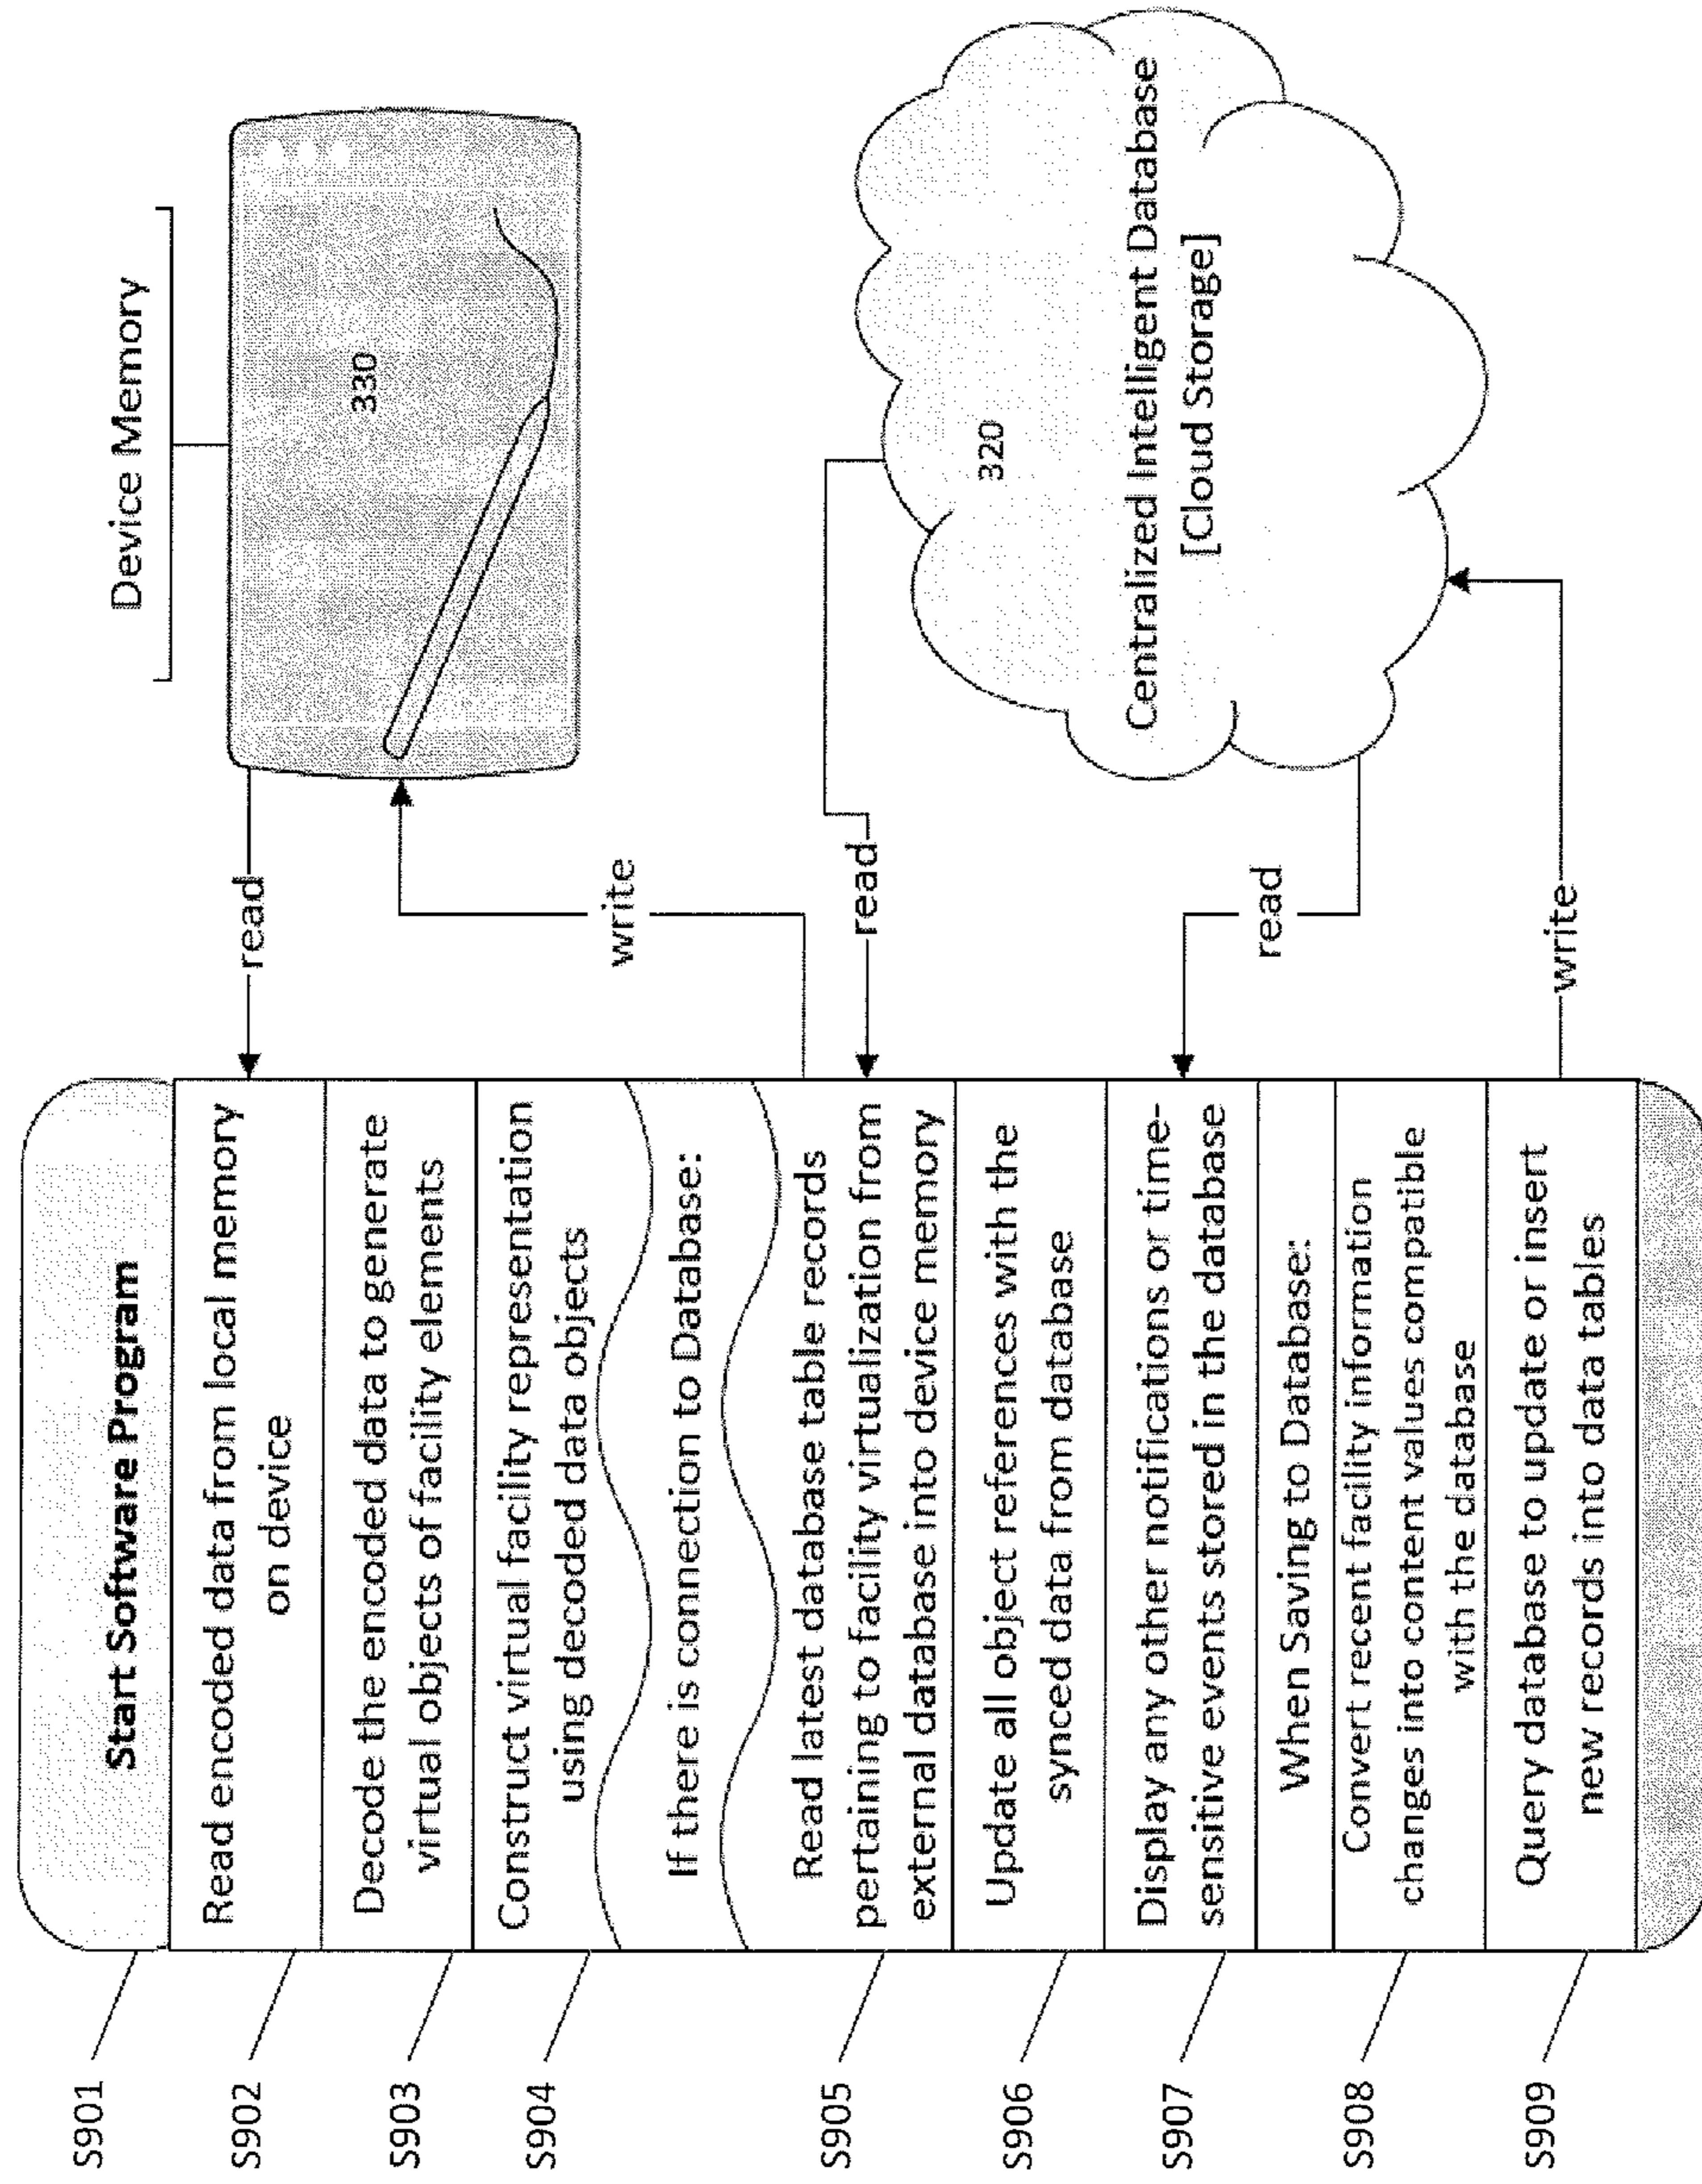 S901
Start Software Program
S902
Read encoded data from local memory
on device
S903
Decode the encoded data to generate
virtual objects of facility elements
S904
Construct virtual facility representation
using decoded data objects
If there is connection to Database:
S905
Read latest database table records
pertaining to facility virtualization from
external database into device memory
S906
Update all object references with the
synced data from database
S907
Display any other notifications or time-
sensitive events stored in the database
When Saving to Database:
S908
Convert recent facility information
changes into content values compatible
with the database
S909
Query database to update or insert
new records into data tables
read
write
read
read
write
Device Memory
330
320
Centralized Intelligent Database
[Cloud Storage]